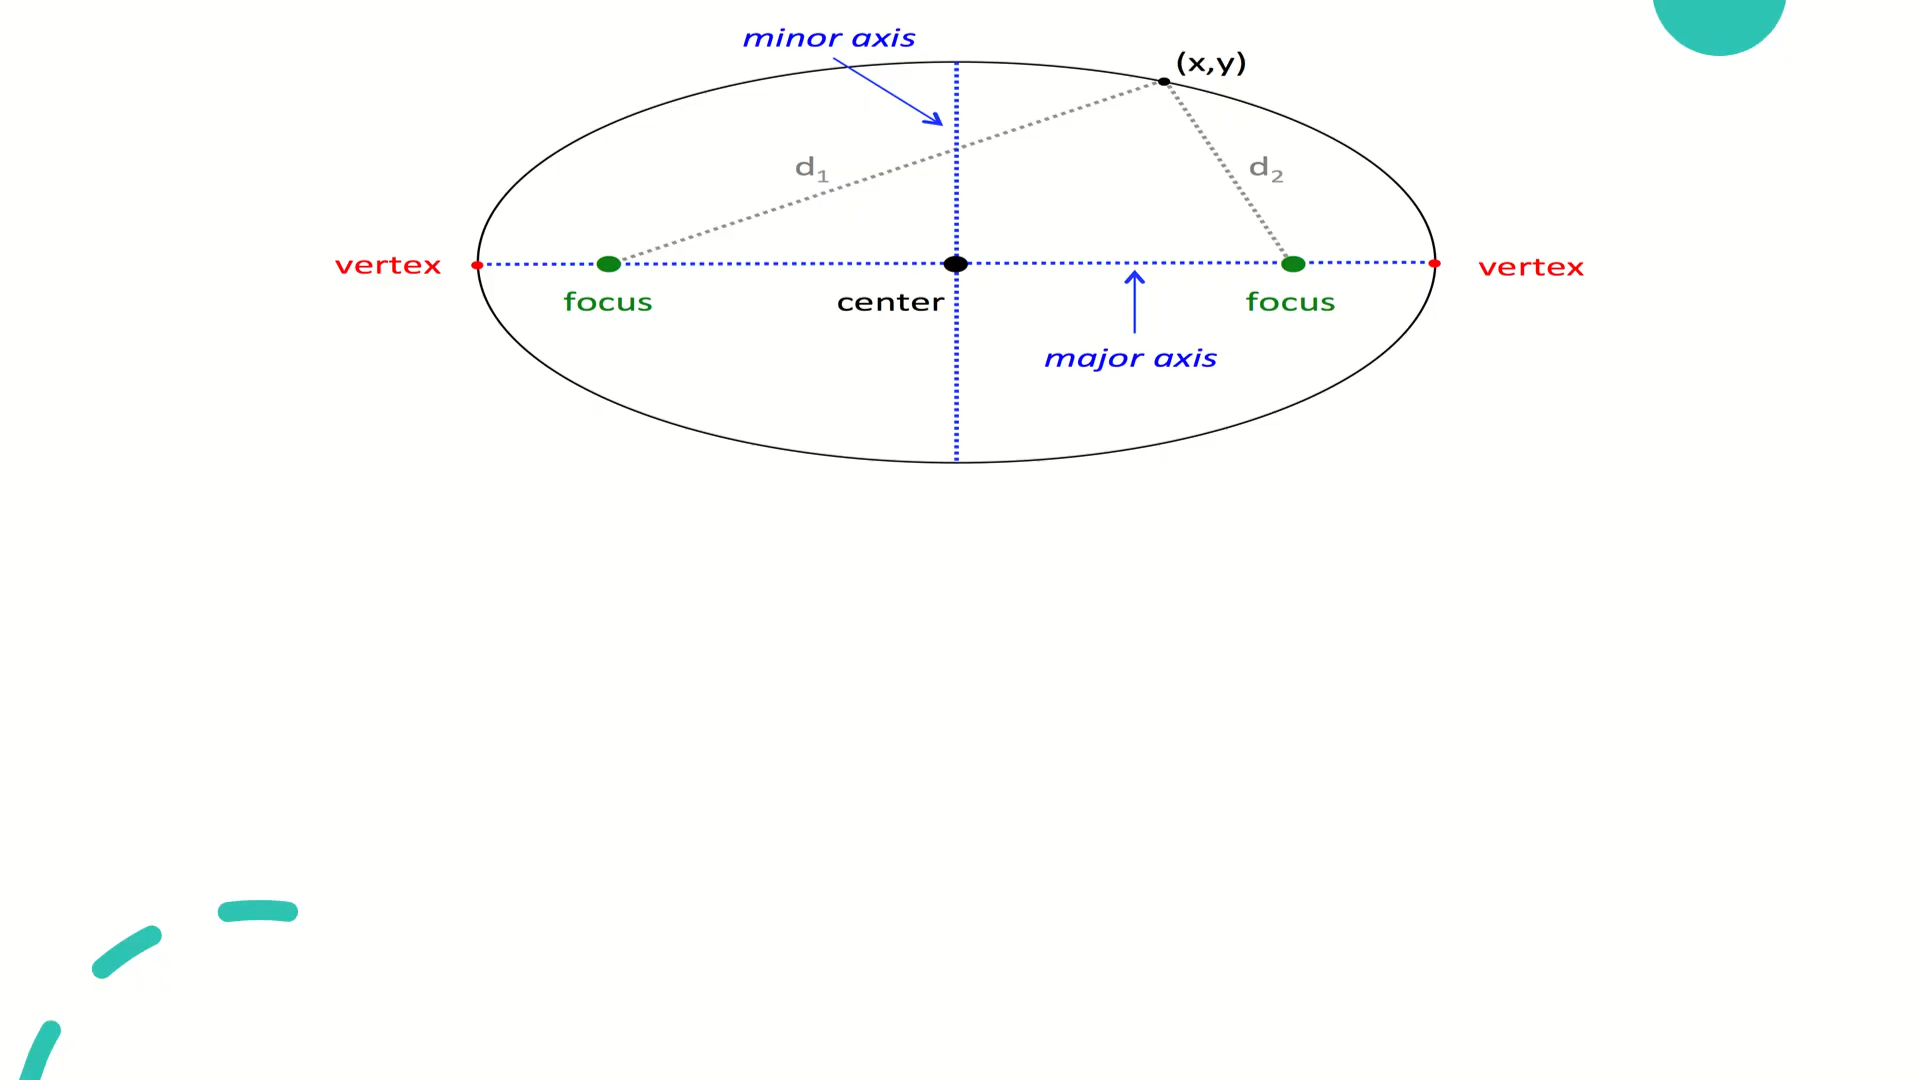 minor axis
(x,y)
d₁
d₂
vertex
vertex
focus
center
focus
major axis